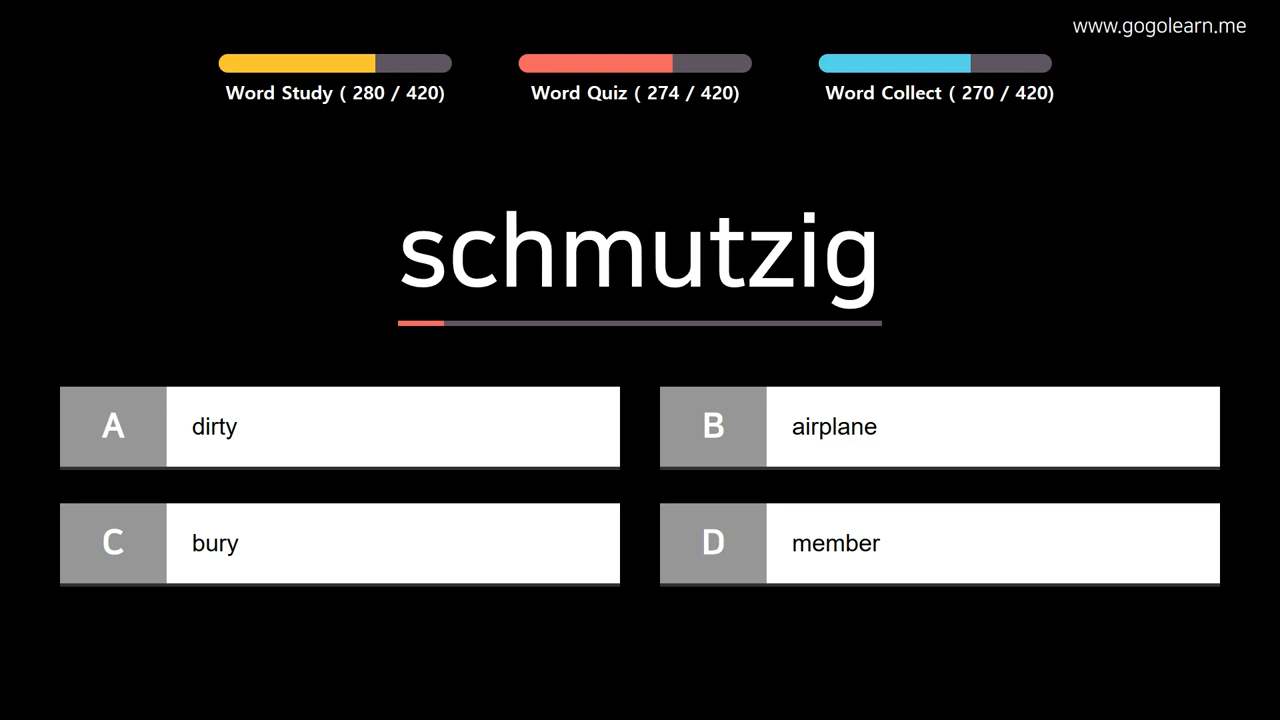 www.gogolearn.me
Word Study ( 280 / 420)
Word Quiz ( 274 / 420)
Word Collect ( 270 / 420)
schmutzig
A dirty
B airplane
C bury
D member